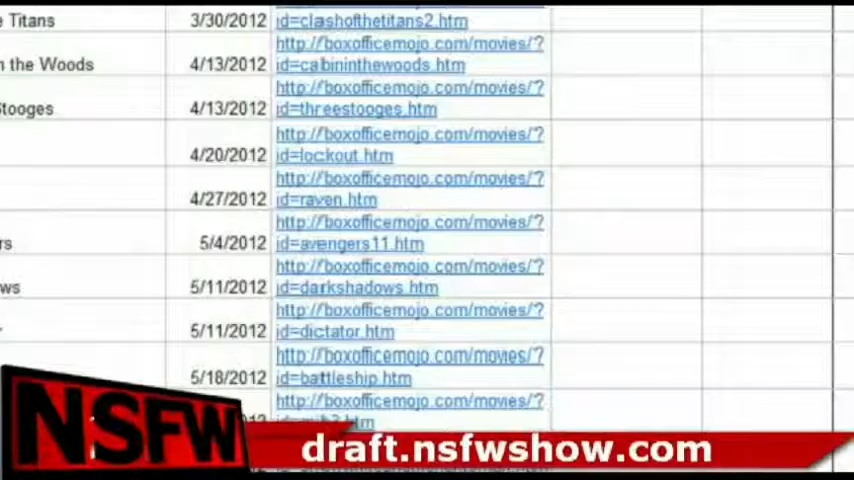 e Titans 3/30/2012 id=clashofthetitans2.htm
http://boxofficemojo.com/movies/?
n the Woods 4/13/2012 id=cabininthewoods.htm
http://boxofficemojo.com/movies/?
Stooges 4/13/2012 id=threestooges.htm
http://boxofficemojo.com/movies/?
4/20/2012 id=lockout.htm
http://boxofficemojo.com/movies/?
4/27/2012 id=raven.htm
http://boxofficemojo.com/movies/?
rs 5/4/2012 id=avengers11.htm
http://boxofficemojo.com/movies/?
ws 5/11/2012 id=darkshadows.htm
http://boxofficemojo.com/movies/?
5/11/2012 id=dictator.htm
http://boxofficemojo.com/movies/?
5/18/2012 id=battleship.htm
http://boxofficemojo.com/movies/?
NSFW
draft.nsfwshow.com